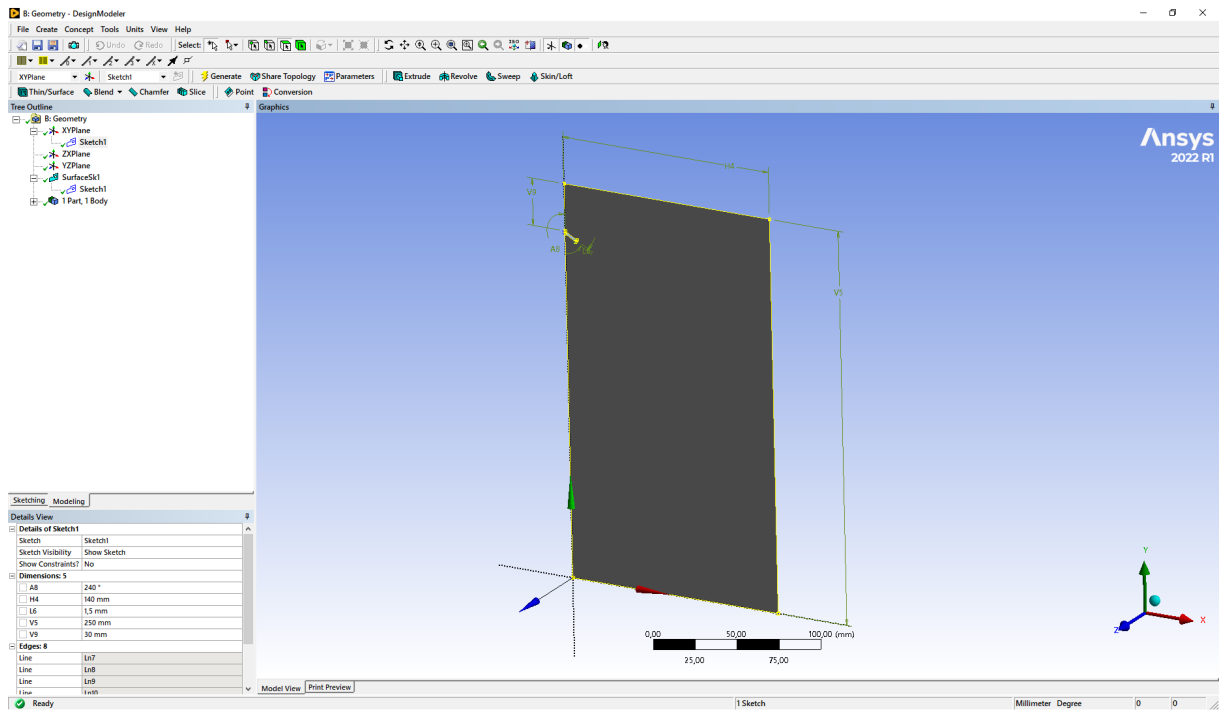 B: Geometry - DesignModeler
File Create Concept Tools Units View Help
Undo Redo Select: ISO
XYPlane Sketch1 Generate Share Topology Parameters Extrude Revolve Sweep Skin/Loft
Thin/Surface Blend Chamfer Slice Point Conversion
Tree Outline
B: Geometry
XYPlane
Sketch1
ZXPlane
YZPlane
SurfaceSk1
Sketch1
1 Part, 1 Body
Sketching Modeling
Details View
Details of Sketch1
Sketch Sketch1
Sketch Visibility Show Sketch
Show Constraints? No
Dimensions: 5
A8 240 °
H4 140 mm
L6 1,5 mm
V5 250 mm
V9 30 mm
Edges: 8
Line Ln7
Line Ln8
Line Ln9
Line Ln10
Graphics
Ansys
2022 R1
H4
V9
A8
L6
V5
Y
X
Z
0,00 50,00 100,00 (mm)
25,00 75,00
Model View Print Preview
Ready 1 Sketch Millimeter Degree 0 0